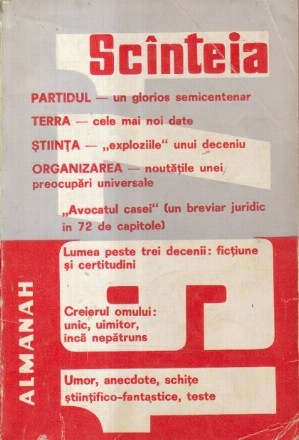 Scînteia
PARTIDUL — un glorios semicentenar
TERRA — cele mai noi date
ŞTIINŢA — „exploziile“ unui deceniu
ORGANIZAREA — noutăţile unei
preocupări universale
„Avocatul casei“ (un breviar juridic
in 72 de capitole)
Lumea peste trei decenii: ficţiune
şi certitudini
Creierul omului:
unic, uimitor,
încă nepătruns
Umor, anecdote, schiţe
ştiinţifico-fantastice, teste
ALMANAH
1971